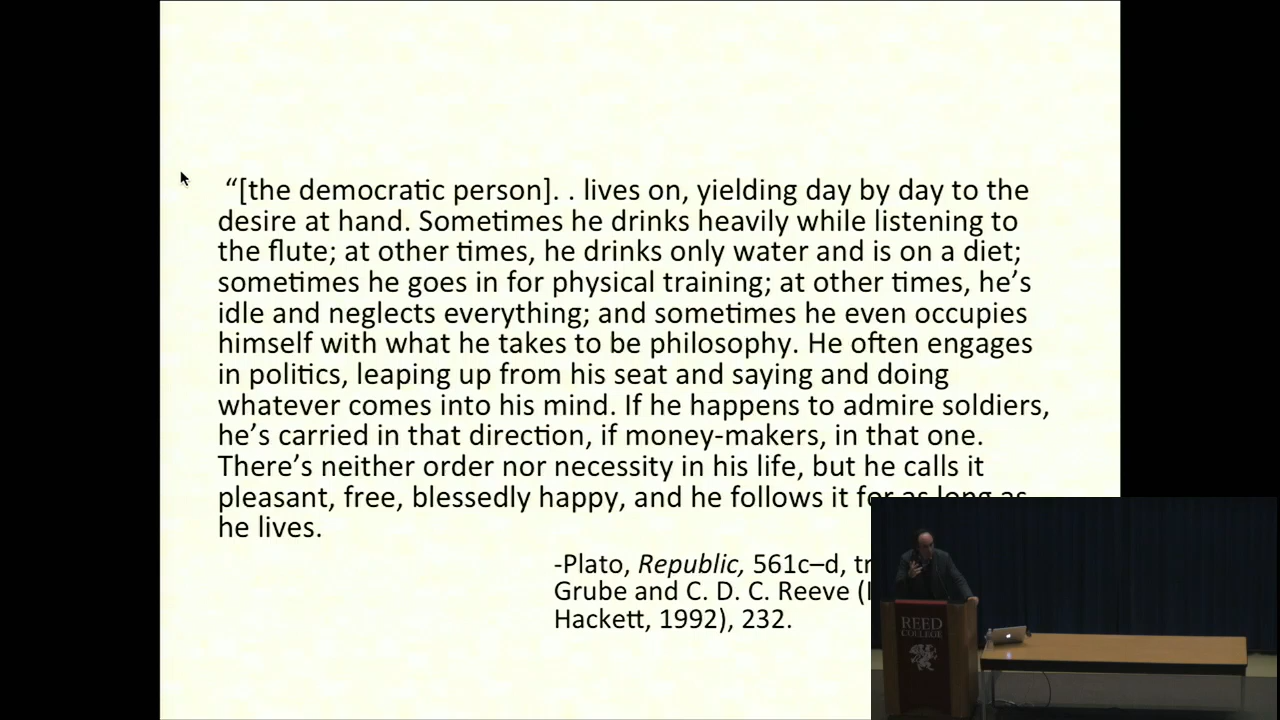 “[the democratic person]. . lives on, yielding day by day to the
desire at hand. Sometimes he drinks heavily while listening to
the flute; at other times, he drinks only water and is on a diet;
sometimes he goes in for physical training; at other times, he’s
idle and neglects everything; and sometimes he even occupies
himself with what he takes to be philosophy. He often engages
in politics, leaping up from his seat and saying and doing
whatever comes into his mind. If he happens to admire soldiers,
he’s carried in that direction, if money-makers, in that one.
There’s neither order nor necessity in his life, but he calls it
pleasant, free, blessedly happy, and he follows it for as long as
he lives.
-Plato, Republic, 561c–d,
Grube and C. D. C. Reeve
Hackett, 1992), 232.
REED
COLLEGE